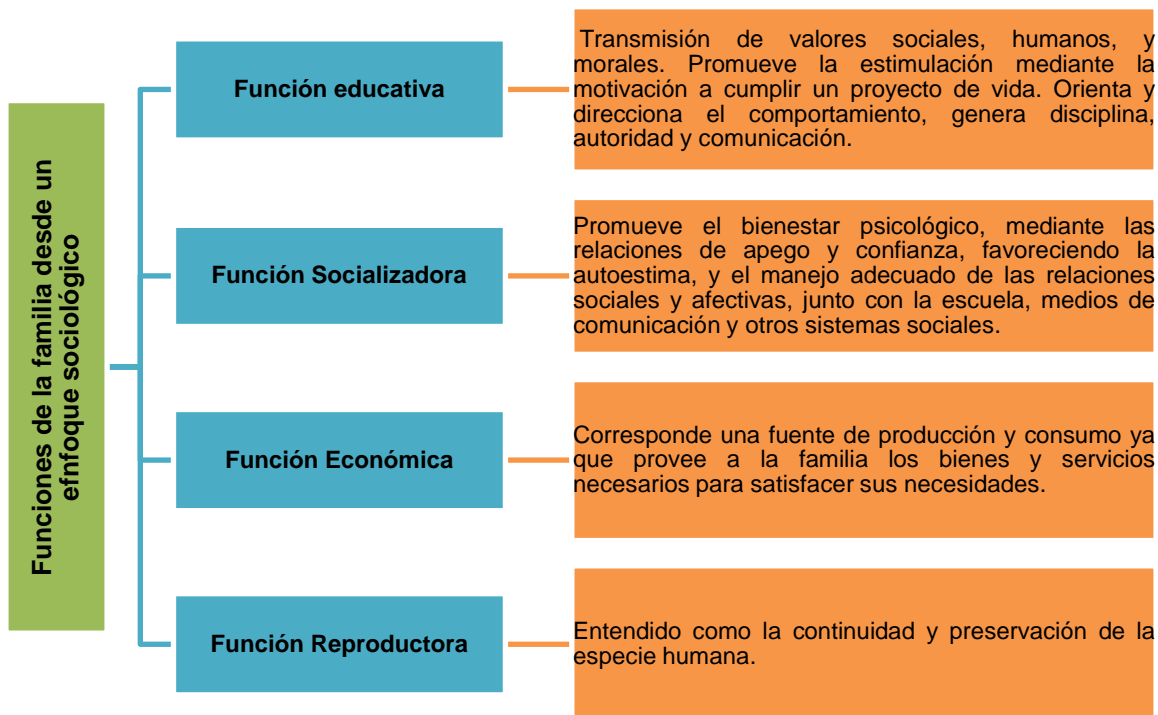 Funciones de la familia desde un
efnfoque sociológico
Función educativa
Transmisión de valores sociales, humanos, y
morales. Promueve la estimulación mediante la
motivación a cumplir un proyecto de vida. Orienta y
direcciona el comportamiento, genera disciplina,
autoridad y comunicación.
Función Socializadora
Promueve el bienestar psicológico, mediante las
relaciones de apego y confianza, favoreciendo la
autoestima, y el manejo adecuado de las relaciones
sociales y afectivas, junto con la escuela, medios de
comunicación y otros sistemas sociales.
Función Económica
Corresponde una fuente de producción y consumo ya
que provee a la familia los bienes y servicios
necesarios para satisfacer sus necesidades.
Función Reproductora
Entendido como la continuidad y preservación de la
especie humana.